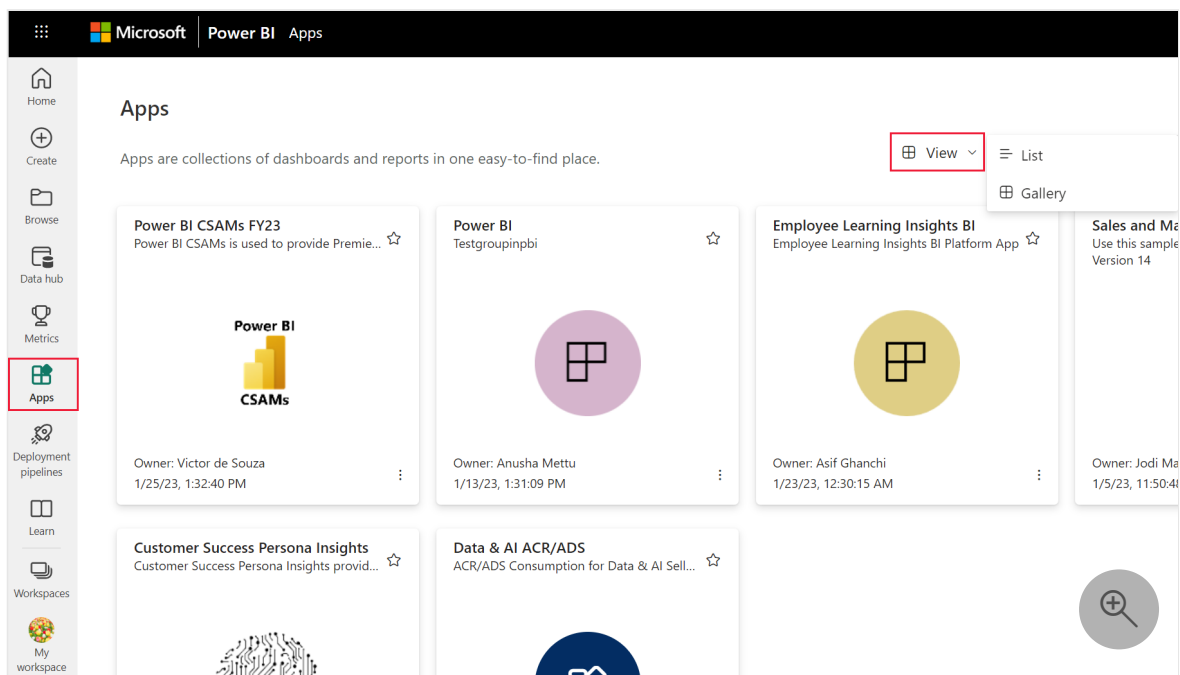 Microsoft Power BI Apps
Home
Create
Browse
Data hub
Metrics
Apps
Deployment
pipelines
Learn
Workspaces
My
workspace
Apps
Apps are collections of dashboards and reports in one easy-to-find place.
View
List
Gallery
Power BI CSAMs FY23
Power BI CSAMs is used to provide Premie...
Power BI
CSAMs
Owner: Victor de Souza
1/25/23, 1:32:40 PM
Power BI
Testgroupinpbi
Owner: Anusha Mettu
1/13/23, 1:31:09 PM
Employee Learning Insights BI
Employee Learning Insights BI Platform App
Owner: Asif Ghanchi
1/23/23, 12:30:15 AM
Sales and Ma
Use this sample
Version 14
Owner: Jodi Ma
1/5/23, 11:50:48
Customer Success Persona Insights
Customer Success Persona Insights provid...
Data & AI ACR/ADS
ACR/ADS Consumption for Data & AI Sell...